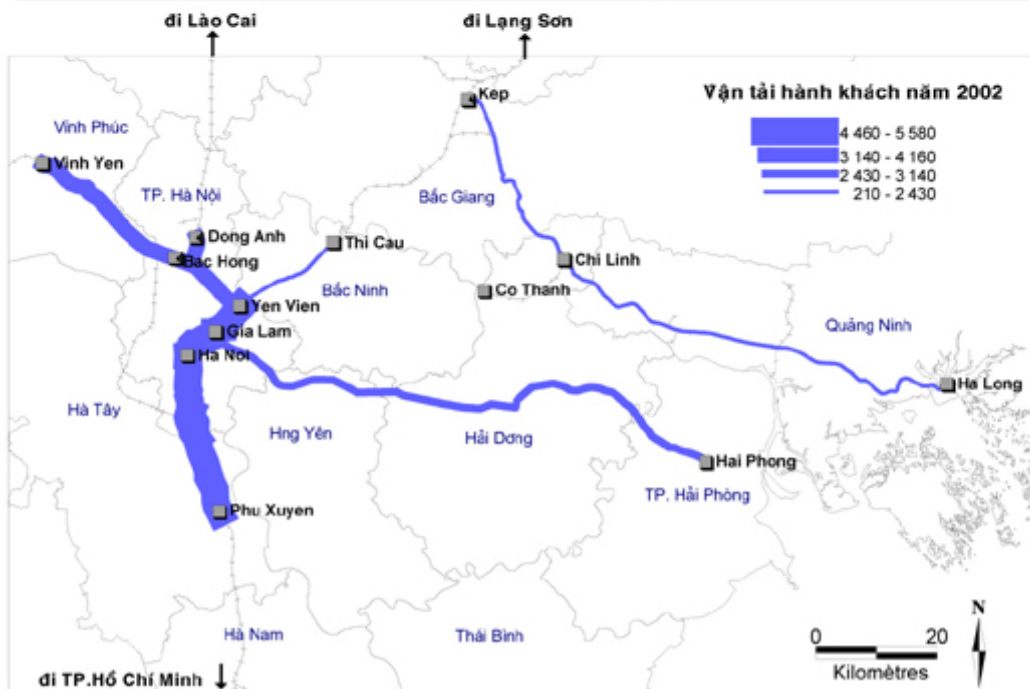 đi Lào Cai
đi Lạng Sơn
Kep
Vận tải hành khách năm 2002
4 460 - 5 580
3 140 - 4 160
2 430 - 3 140
210 - 2 430
Vĩnh Phúc
Vinh Yen
TP. Hà Nội
Bắc Giang
Dong Anh
Thi Cau
Bac Hong
Chi Linh
Bắc Ninh
Co Thanh
Yen Vien
Quảng Ninh
Gia Lam
Ha Noi
Ha Long
Hà Tây
Hng Yên
Hải Dơng
Hai Phong
TP. Hải Phòng
Phu Xuyen
N
Hà Nam
Thái Bình
0 20
Kilomètres
đi TP.Hồ Chí Minh